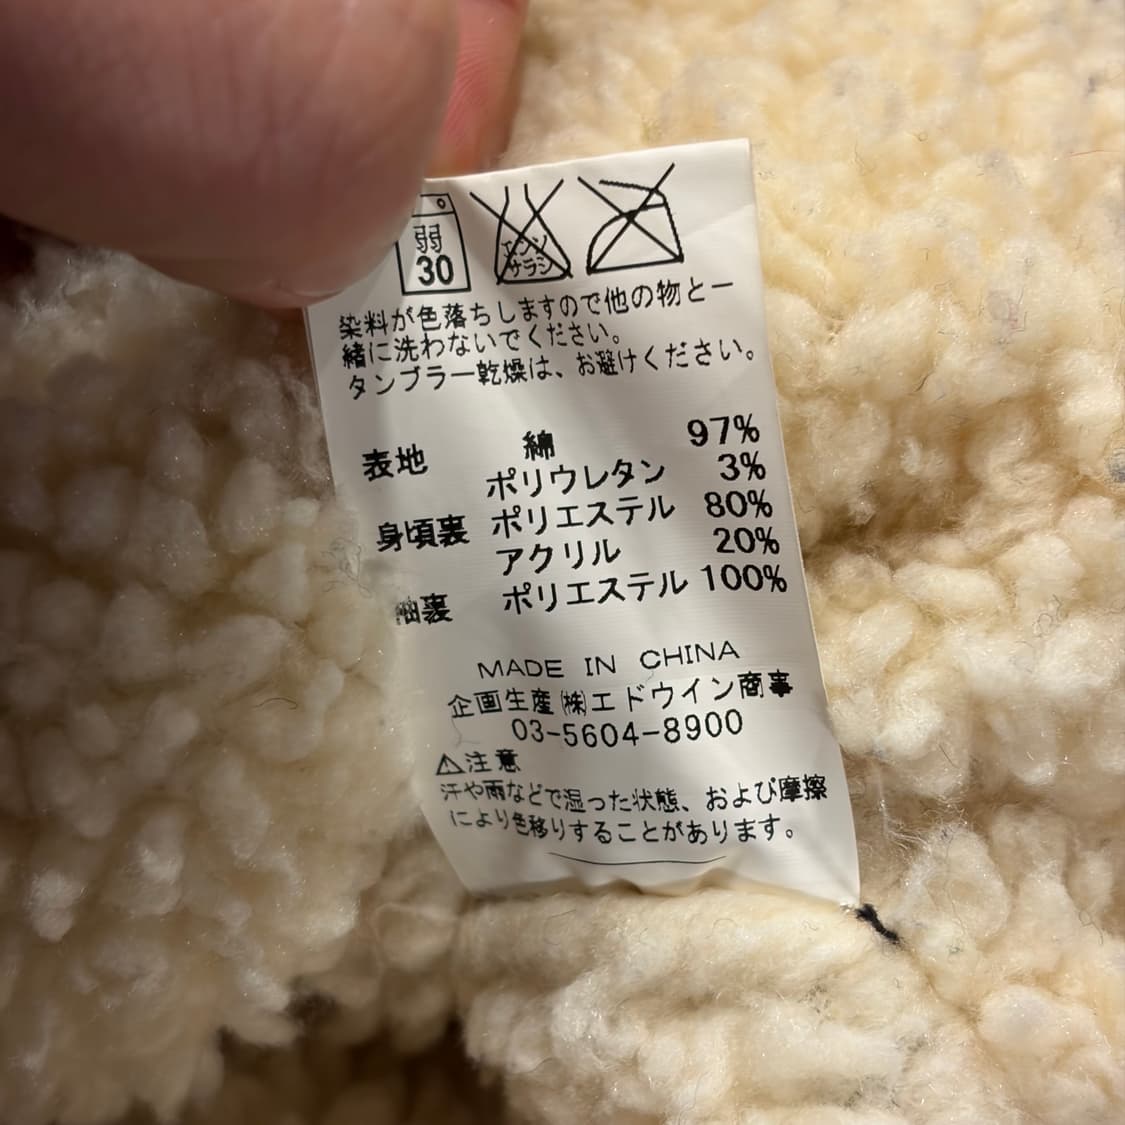 弱
30
エンソ
サラシ
染料が色落ちしますので他の物と一
緒に洗わないでください。
タンブラー乾燥は、お避けください。
表地 綿 97%
ポリウレタン 3%
身頃裏 ポリエステル 80%
アクリル 20%
袖裏 ポリエステル 100%
MADE IN CHINA
企画生産㈱エドウイン商事
03-5604-8900
⚠注意
汗や雨などで湿った状態、および摩擦
により色移りすることがあります。